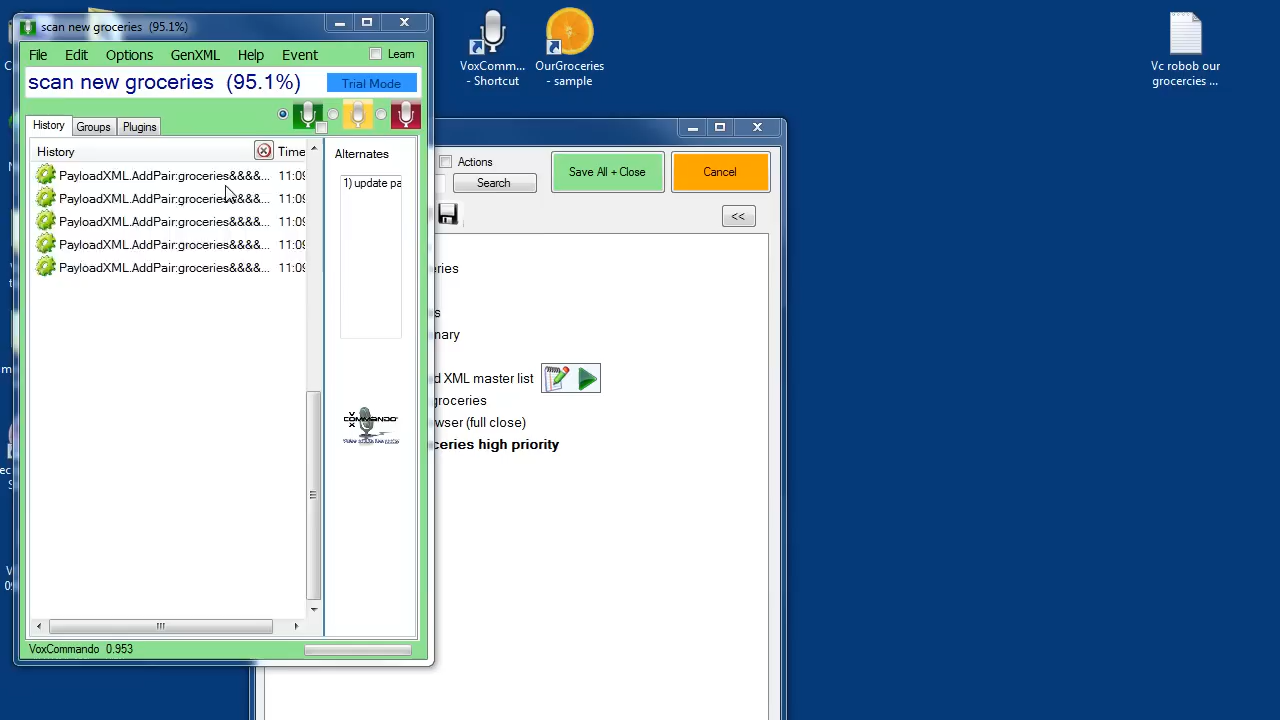 scan new groceries (95.1%)
File Edit Options GenXML Help Event Learn
scan new groceries (95.1%) Trial Mode
History Groups Plugins
History Time
PayloadXML.AddPair:groceries&&&&... 11:09
PayloadXML.AddPair:groceries&&&&... 11:09
PayloadXML.AddPair:groceries&&&&... 11:09
PayloadXML.AddPair:groceries&&&&... 11:09
PayloadXML.AddPair:groceries&&&&... 11:09
Alternates
1) update pa
COMMANDO
VoxCommando 0.953
Actions
Search
Save All + Close
Cancel
<<
eries
s
mary
d XML master list
groceries
wser (full close)
ceries high priority
VoxComm...
- Shortcut
OurGroceries
- sample
Vc robob our
grocercies ...